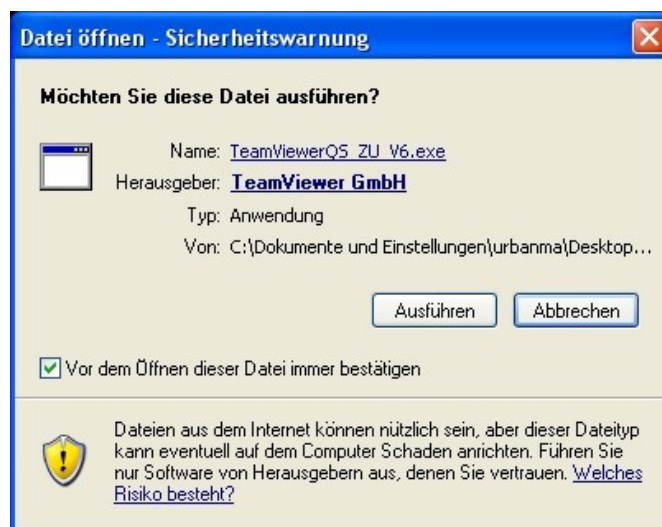 Datei öffnen - Sicherheitswarnung
Möchten Sie diese Datei ausführen?
Name: TeamViewerQS_ZU_V6.exe
Herausgeber: TeamViewer GmbH
Typ: Anwendung
Von: C:\Dokumente und Einstellungen\urbanma\Desktop...
Ausführen Abbrechen
Vor dem Öffnen dieser Datei immer bestätigen
Dateien aus dem Internet können nützlich sein, aber dieser Dateityp
kann eventuell auf dem Computer Schaden anrichten. Führen Sie
nur Software von Herausgebern aus, denen Sie vertrauen. Welches
Risiko besteht?